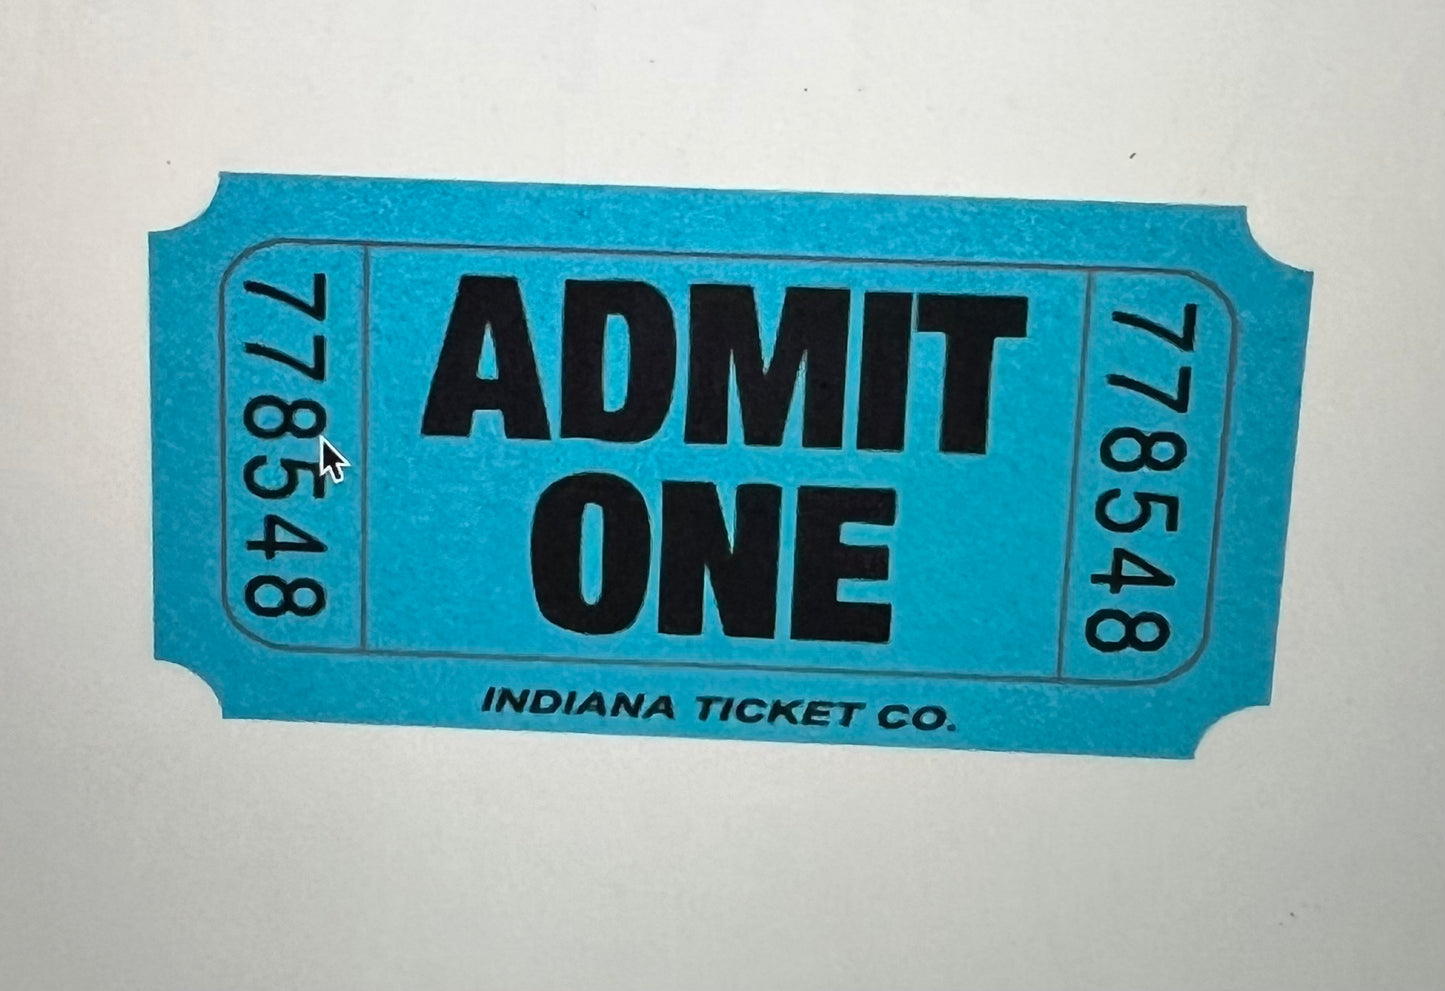 778548
ADMIT
ONE
778548
INDIANA TICKET CO.